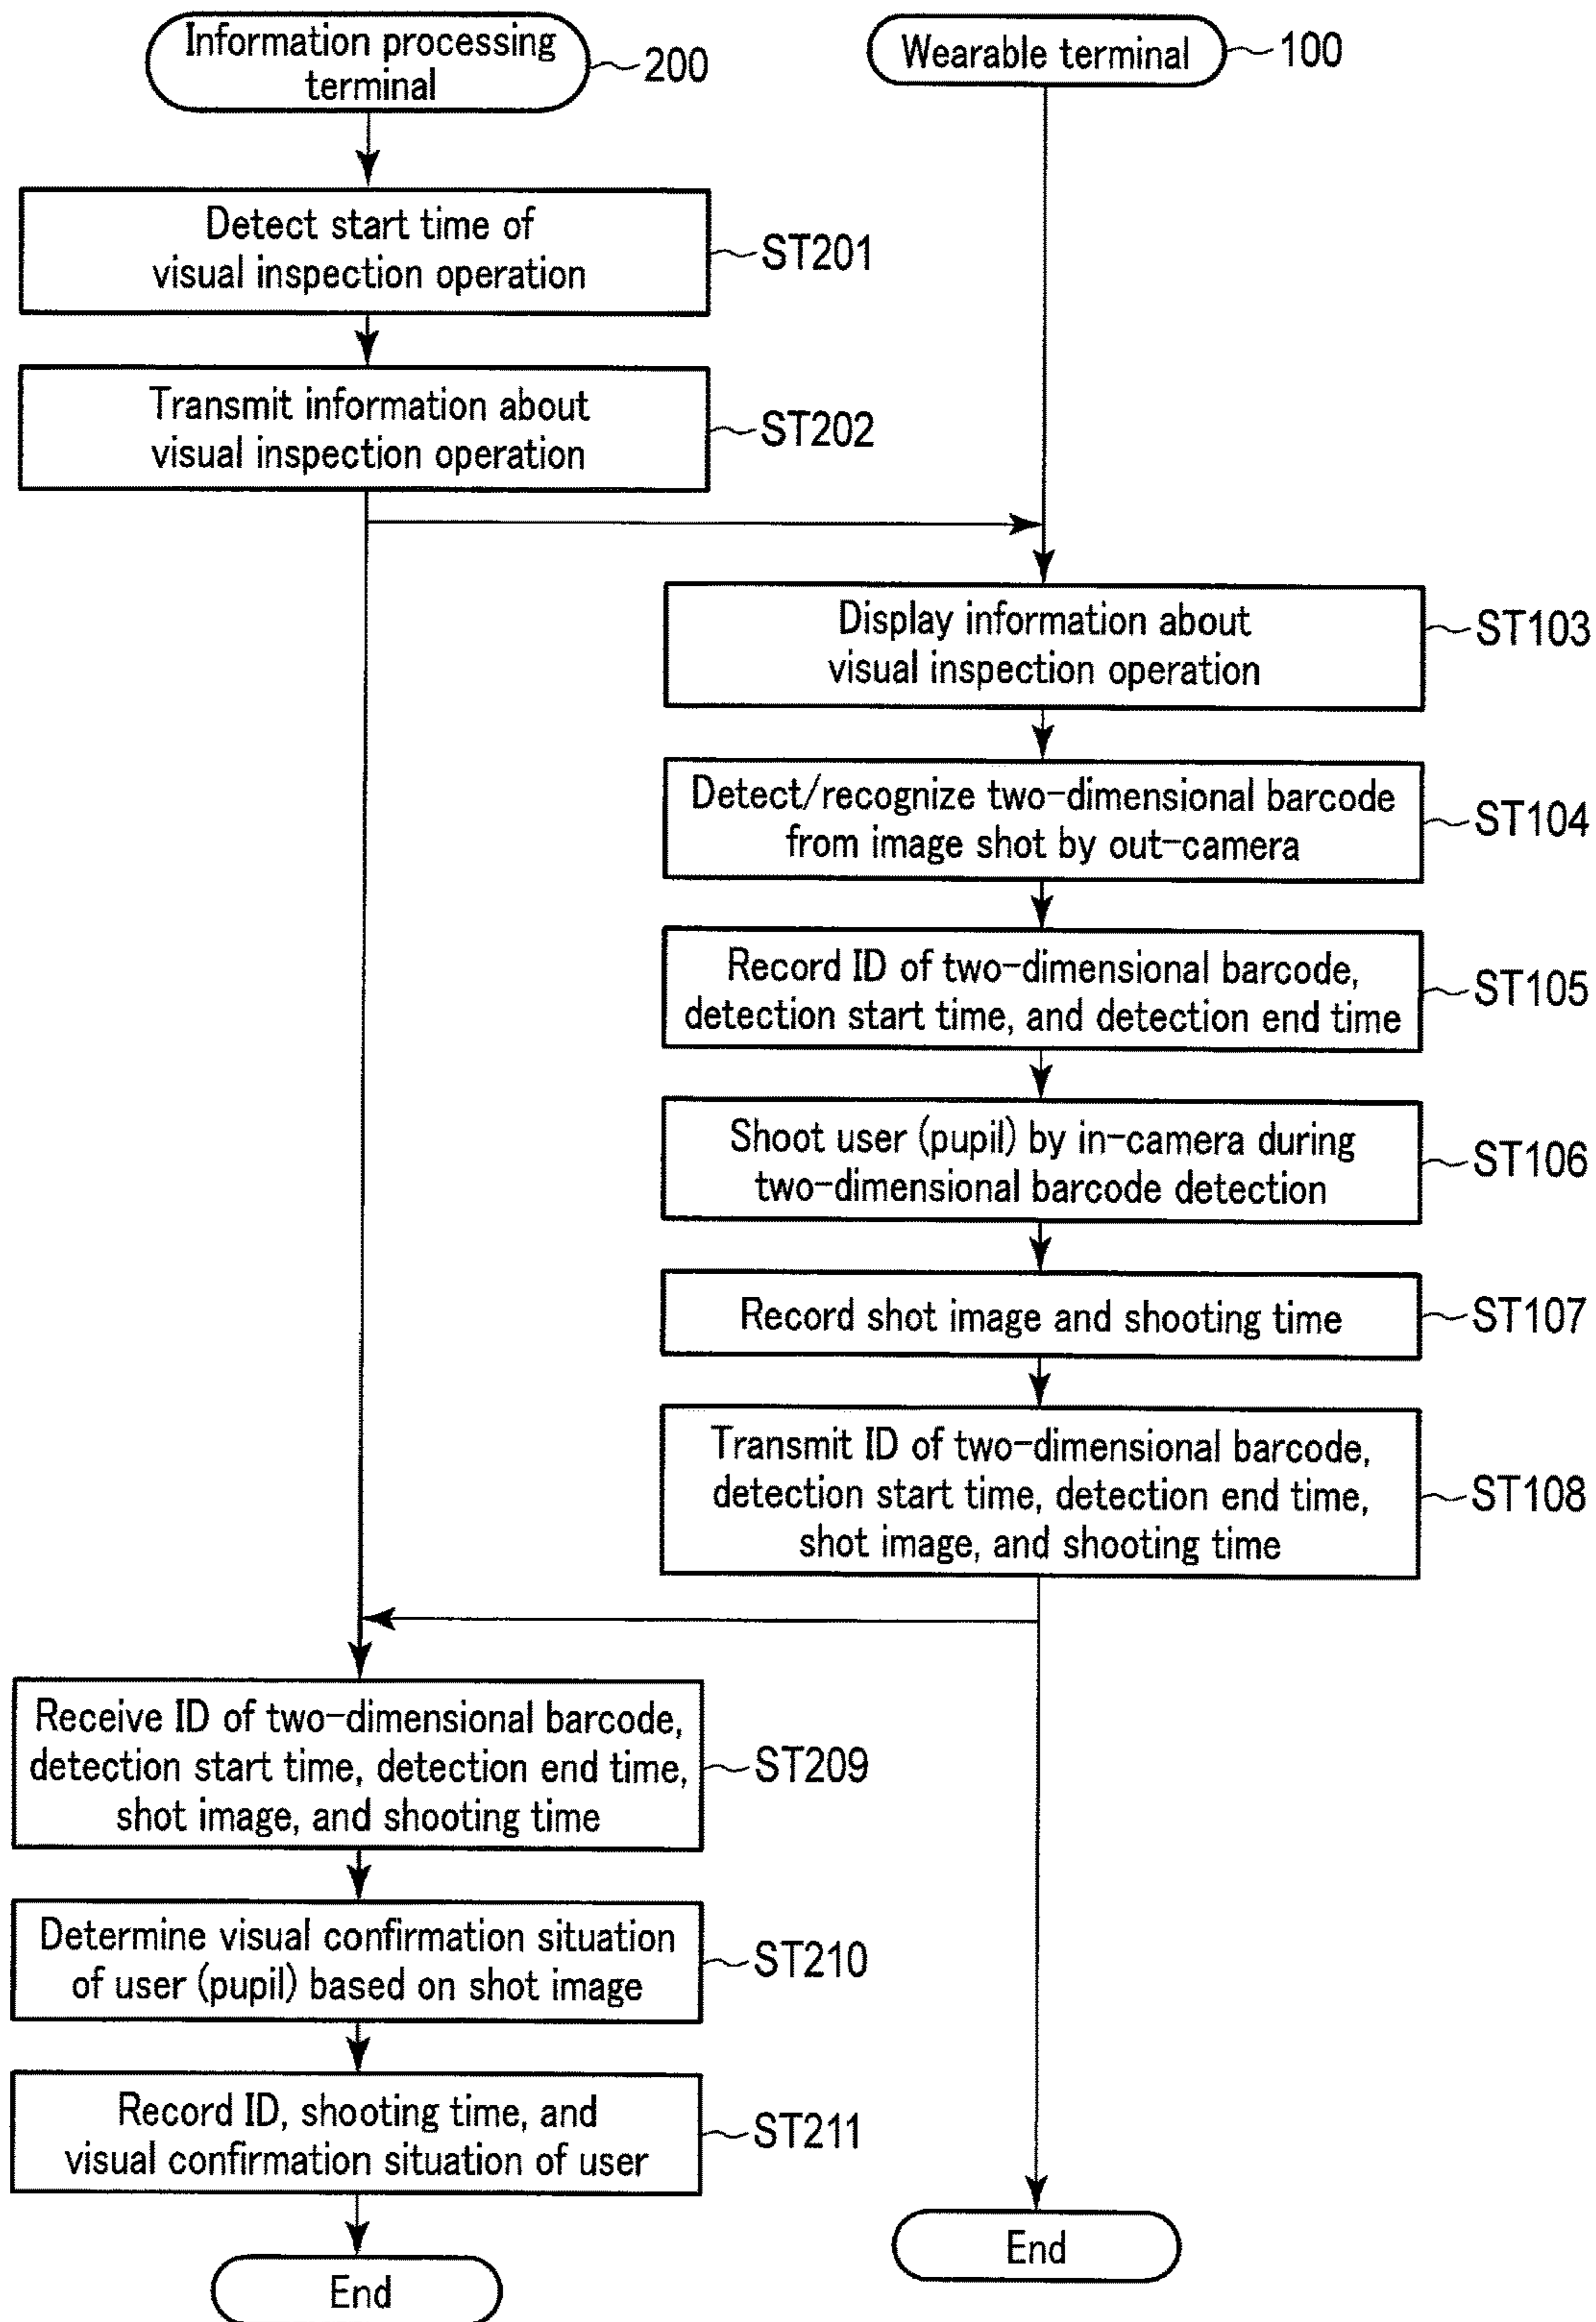 Information processing
terminal
200
Wearable terminal
100
Detect start time of
visual inspection operation
ST201
Transmit information about
visual inspection operation
ST202
Display information about
visual inspection operation
ST103
Detect/recognize two-dimensional barcode
from image shot by out-camera
ST104
Record ID of two-dimensional barcode,
detection start time, and detection end time
ST105
Shoot user (pupil) by in-camera during
two-dimensional barcode detection
ST106
Record shot image and shooting time
ST107
Transmit ID of two-dimensional barcode,
detection start time, detection end time,
shot image, and shooting time
ST108
Receive ID of two-dimensional barcode,
detection start time, detection end time,
shot image, and shooting time
ST209
Determine visual confirmation situation
of user (pupil) based on shot image
ST210
Record ID, shooting time, and
visual confirmation situation of user
ST211
End
End